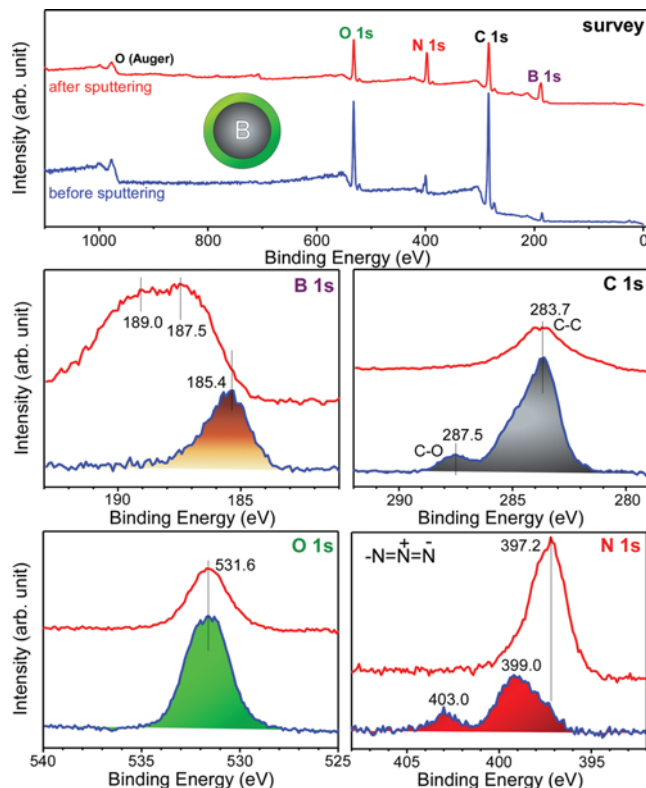 survey
O 1s
N 1s
C 1s
B 1s
O (Auger)
after sputtering
B
before sputtering
Intensity (arb. unit)
1000 800 600 400 200 0
Binding Energy (eV)
B 1s
189.0
187.5
185.4
Intensity (arb. unit)
190 185
Binding Energy (eV)
C 1s
283.7
C-C
287.5
C-O
290 285 280
Binding Energy (eV)
O 1s
531.6
Intensity (arb. unit)
540 535 530 525
Binding Energy (eV)
N 1s
+ -
-N=N=N
397.2
399.0
403.0
405 400 395
Binding Energy (eV)